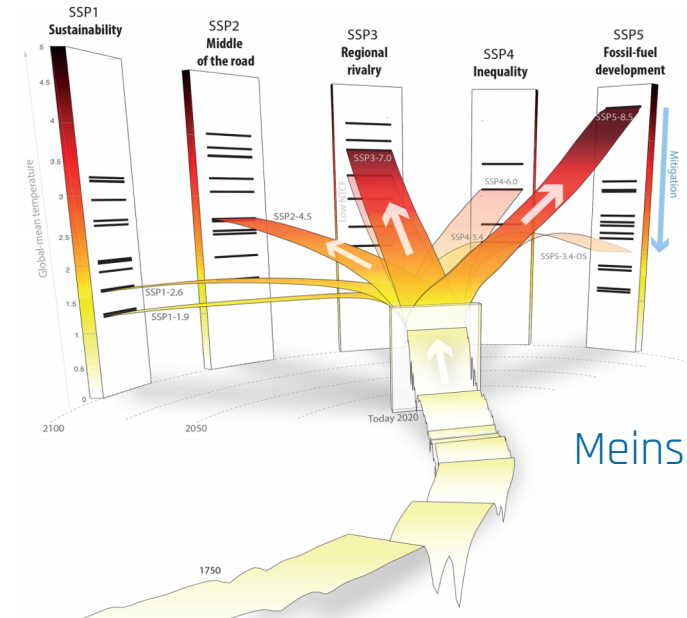 SSP1
Sustainability
SSP2
Middle
of the road
SSP3
Regional
rivalry
SSP4
Inequality
SSP5
Fossil-fuel
development
5
4.5
4
3.5
3
2.5
2
1.5
1
0.5
0
Global-mean temperature
SSP1-2.6
SSP1-1.9
SSP2-4.5
SSP3-7.0
Low NTCF
SSP4-6.0
SSP4-3.4
SSP5-8.5
SSP5-3.4-OS
Mitigation
2100
2050
Today 2020
Meins
1750